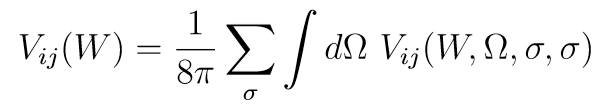 $V_{ij}(W) = \frac{1}{8\pi} \sum_{\sigma} \int d\Omega \ V_{ij}(W, \Omega, \sigma, \sigma)$